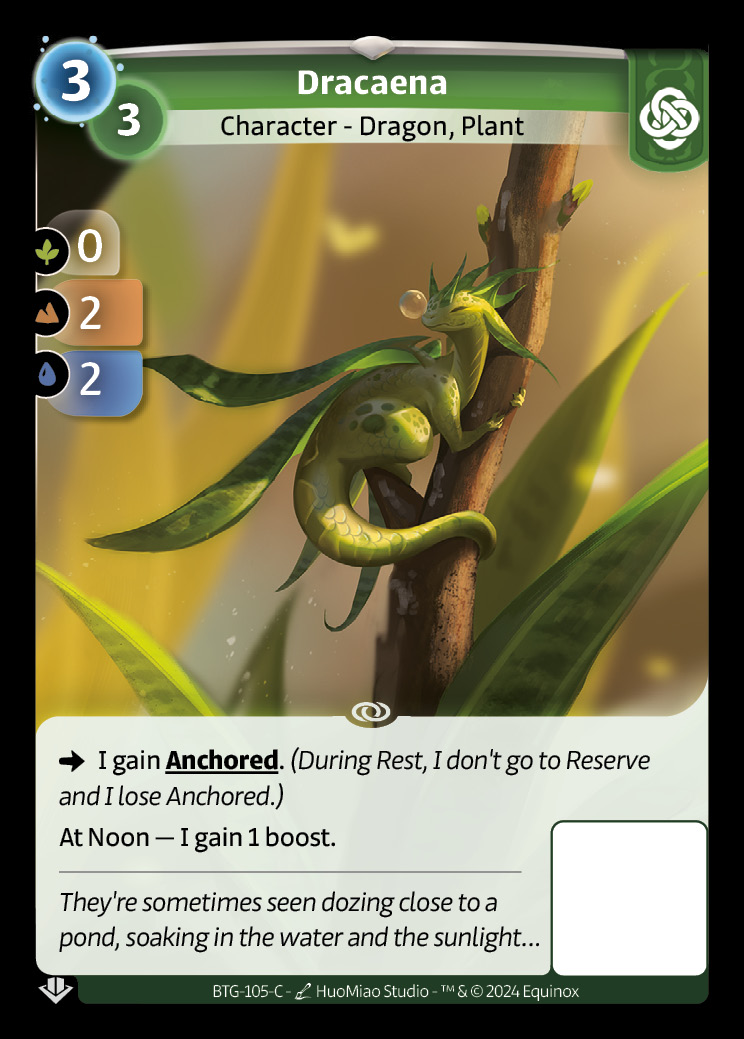 3
3
Dracaena
Character - Dragon, Plant
0
2
2
I gain Anchored. (During Rest, I don't go to Reserve
and I lose Anchored.)
At Noon — I gain 1 boost.
They're sometimes seen dozing close to a
pond, soaking in the water and the sunlight...
BTG-105-C - HuoMiao Studio - ™ & © 2024 Equinox